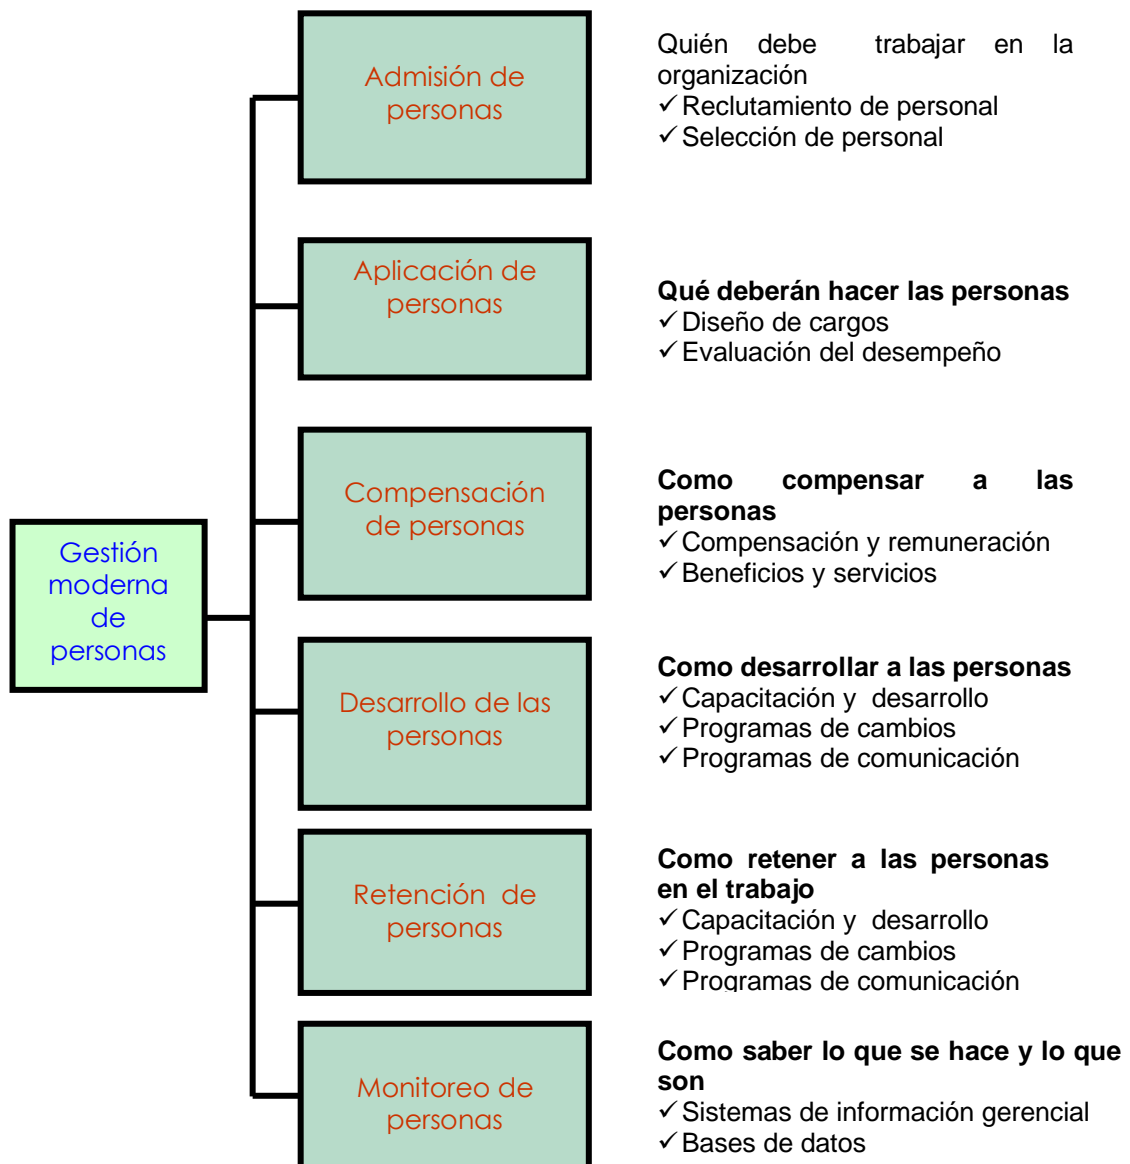 Admisión de
personas
Quién debe trabajar en la
organización
✓Reclutamiento de personal
✓Selección de personal
Aplicación de
personas
Qué deberán hacer las personas
✓Diseño de cargos
✓Evaluación del desempeño
Compensación
de personas
Como compensar a las
personas
✓Compensación y remuneración
✓Beneficios y servicios
Gestión
moderna
de
personas
Desarrollo de las
personas
Como desarrollar a las personas
✓Capacitación y desarrollo
✓Programas de cambios
✓Programas de comunicación
Retención de
personas
Como retener a las personas
en el trabajo
✓Capacitación y desarrollo
✓Programas de cambios
✓Programas de comunicación
Monitoreo de
personas
Como saber lo que se hace y lo que
son
✓Sistemas de información gerencial
✓Bases de datos